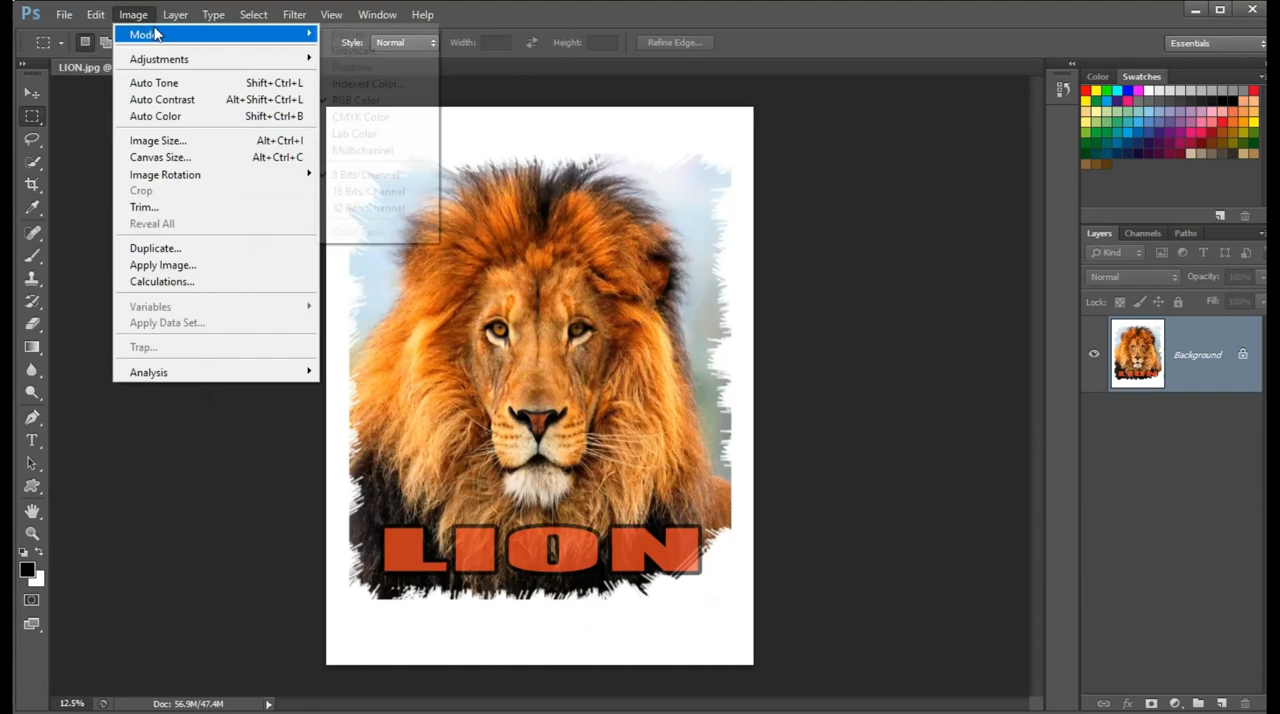 Ps File Edit Image Layer Type Select Filter View Window Help
Mode
Style: Normal Width: Height: Refine Edge... Essentials
Grayscale
Adjustments
Duotone
LION.jpg @
Auto Tone Shift+Ctrl+L
Indexed Color...
Auto Contrast Alt+Shift+Ctrl+L
RGB Color
Auto Color Shift+Ctrl+B
CMYK Color
Lab Color
Image Size... Alt+Ctrl+I
Multichannel
Canvas Size... Alt+Ctrl+C
Image Rotation
8 Bits/Channel
Crop
16 Bits/Channel
Trim...
32 Bits/Channel
Reveal All
Duplicate...
Apply Image...
Calculations...
Variables
Apply Data Set...
Trap...
Analysis
LION
Color Swatches
Layers Channels Paths
Kind
Normal Opacity: 100%
Lock: Fill: 100%
LION
Background
12.5% Doc: 56.9M/47.4M